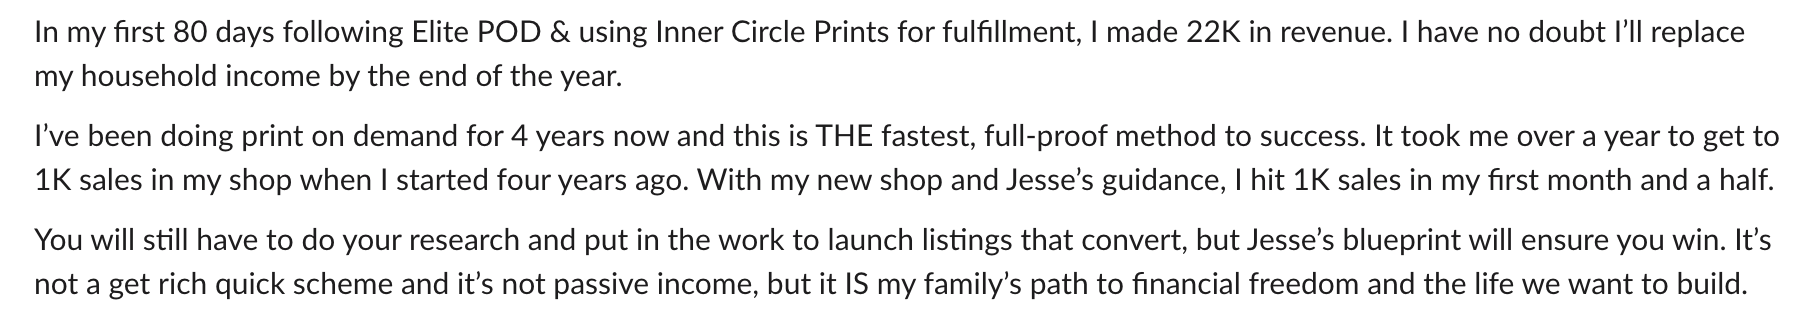 In my first 80 days following Elite POD & using Inner Circle Prints for fulfillment, I made 22K in revenue. I have no doubt I’ll replace
my household income by the end of the year.
I’ve been doing print on demand for 4 years now and this is THE fastest, full-proof method to success. It took me over a year to get to
1K sales in my shop when I started four years ago. With my new shop and Jesse’s guidance, I hit 1K sales in my first month and a half.
You will still have to do your research and put in the work to launch listings that convert, but Jesse’s blueprint will ensure you win. It’s
not a get rich quick scheme and it’s not passive income, but it IS my family’s path to financial freedom and the life we want to build.